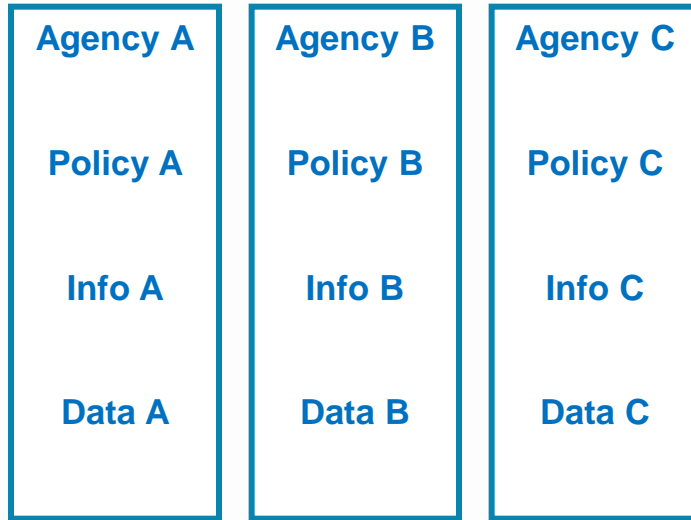 Agency A
Policy A
Info A
Data A
Agency B
Policy B
Info B
Data B
Agency C
Policy C
Info C
Data C